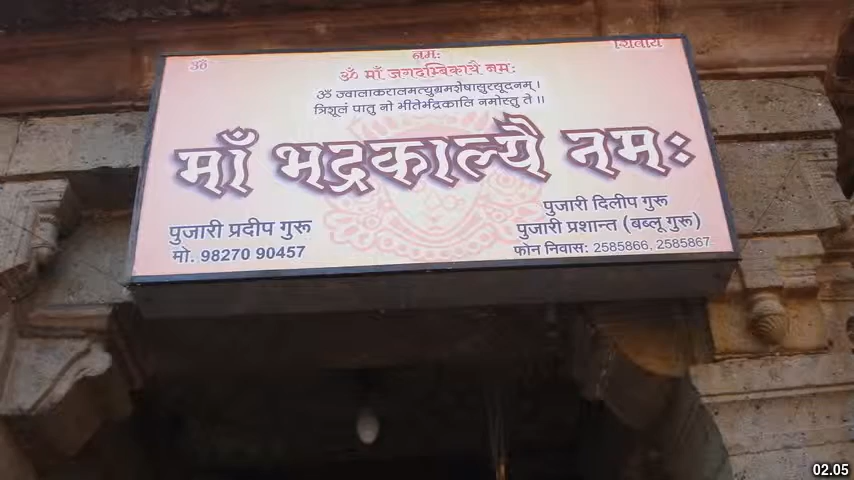 ॐ नमः शिवाय
ॐ माँ जगदम्बिकायै नमः
ॐ ज्वालाकरालमत्युग्रमशेषासुरसूदनम् ।
त्रिशूलं पातु नो भीतेर्भद्रकालि नमोस्तु ते ।।
माँ भद्रकाल्यै नमः
पुजारी दिलीप गुरू
पुजारी प्रदीप गुरू
पुजारी प्रशान्त (बब्लू गुरू)
मो. 98270 90457
फोन निवास: 2585866, 2585867
02.05